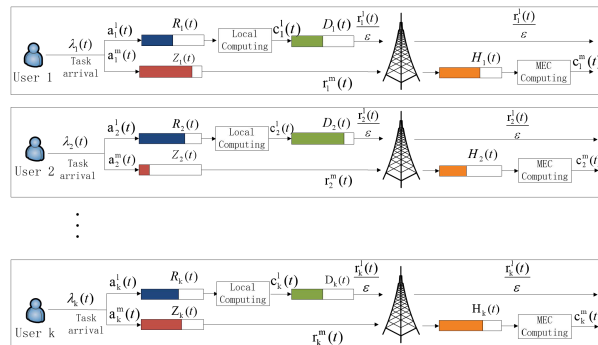 a₁ˡ(t) R₁(t) Local Computing c₁ˡ(t) D₁(t) r₁ˡ(t)/ε r₁ˡ(t)/ε
λ₁(t) Task arrival
a₁ᵐ(t) Z₁(t) r₁ᵐ(t) H₁(t) MEC Computing c₁ᵐ(t)
User 1
a₂ˡ(t) R₂(t) Local Computing c₂ˡ(t) D₂(t) r₂ˡ(t)/ε r₂ˡ(t)/ε
λ₂(t) Task arrival
a₂ᵐ(t) Z₂(t) r₂ᵐ(t) H₂(t) MEC Computing c₂ᵐ(t)
User 2
aₖˡ(t) Rₖ(t) Local Computing cₖˡ(t) Dₖ(t) rₖˡ(t)/ε rₖˡ(t)/ε
λₖ(t) Task arrival
aₖᵐ(t) Zₖ(t) rₖᵐ(t) Hₖ(t) MEC Computing cₖᵐ(t)
User k